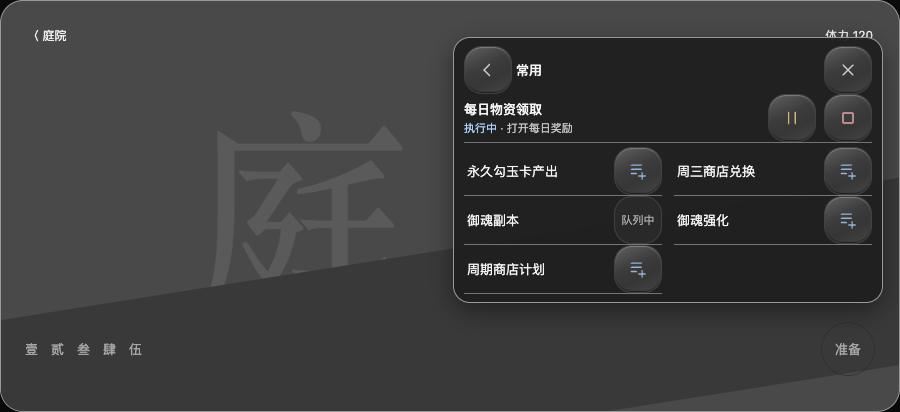 〈 庭院
体力 120
庭
常用
每日物资领取
执行中 · 打开每日奖励
永久勾玉卡产出
周三商店兑换
御魂副本
队列中
御魂强化
周期商店计划
壹 贰 叁 肆 伍
准备